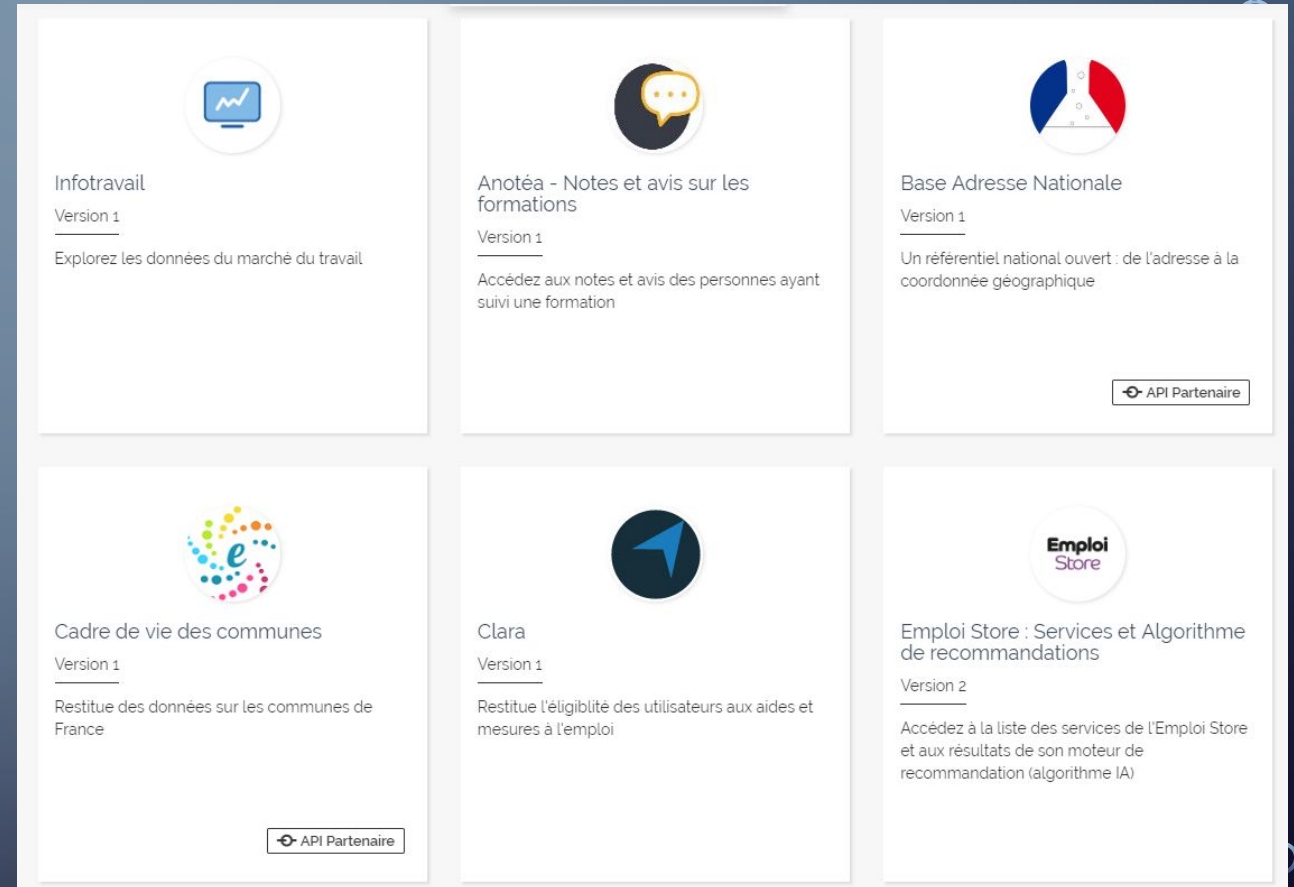 Infotravail
Version 1
Explorez les données du marché du travail
Anotéa - Notes et avis sur les
formations
Version 1
Accédez aux notes et avis des personnes ayant
suivi une formation
Base Adresse Nationale
Version 1
Un référentiel national ouvert : de l'adresse à la
coordonnée géographique
API Partenaire
e
Cadre de vie des communes
Version 1
Restitue des données sur les communes de
France
API Partenaire
Clara
Version 1
Restitue l'éligiblité des utilisateurs aux aides et
mesures à l'emploi
Emploi
Store
Emploi Store : Services et Algorithme
de recommandations
Version 2
Accédez à la liste des services de l'Emploi Store
et aux résultats de son moteur de
recommandation (algorithme IA)